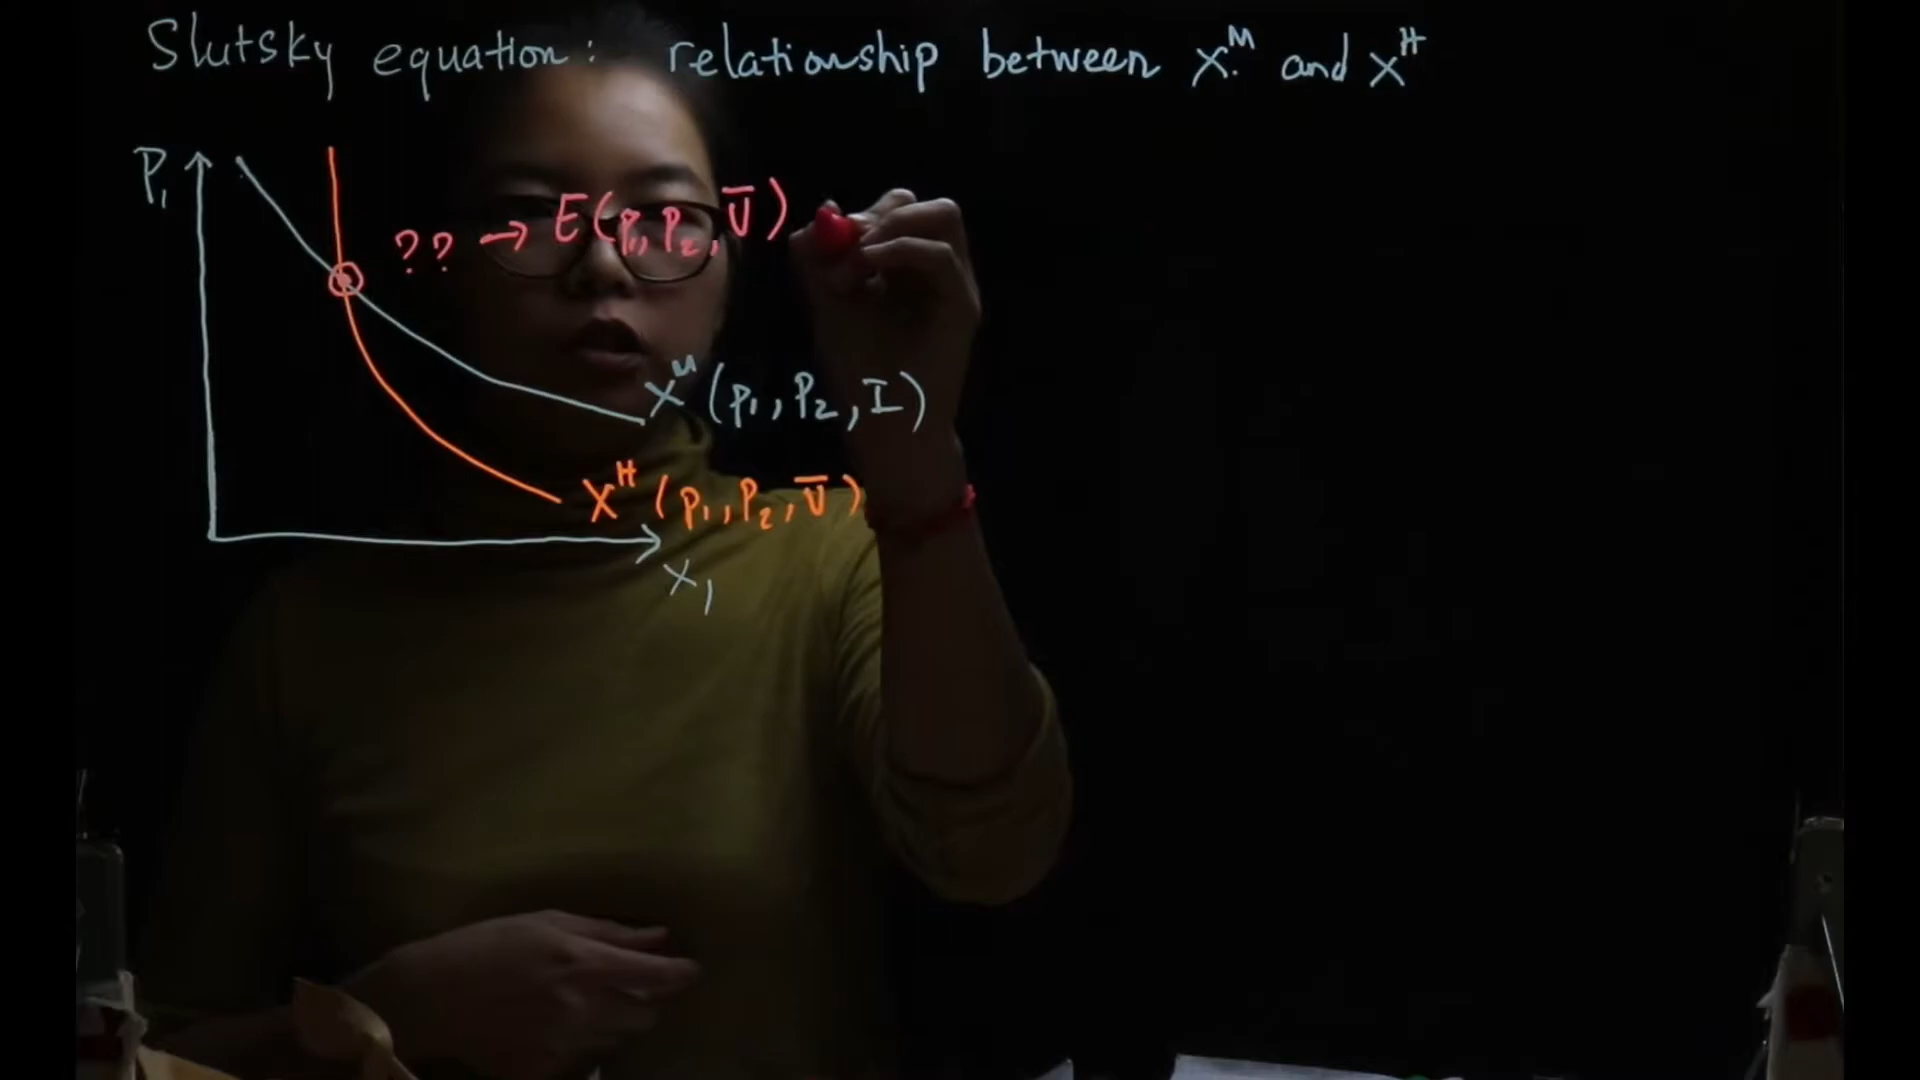 Slutsky equation: relationship between X^M and X^H
P₁
?? → E(P₁, P₂, U̅)
X^M (P₁, P₂, I)
X^H (P₁, P₂, U̅)
X₁